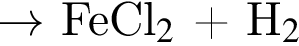 → FeCl₂ + H₂